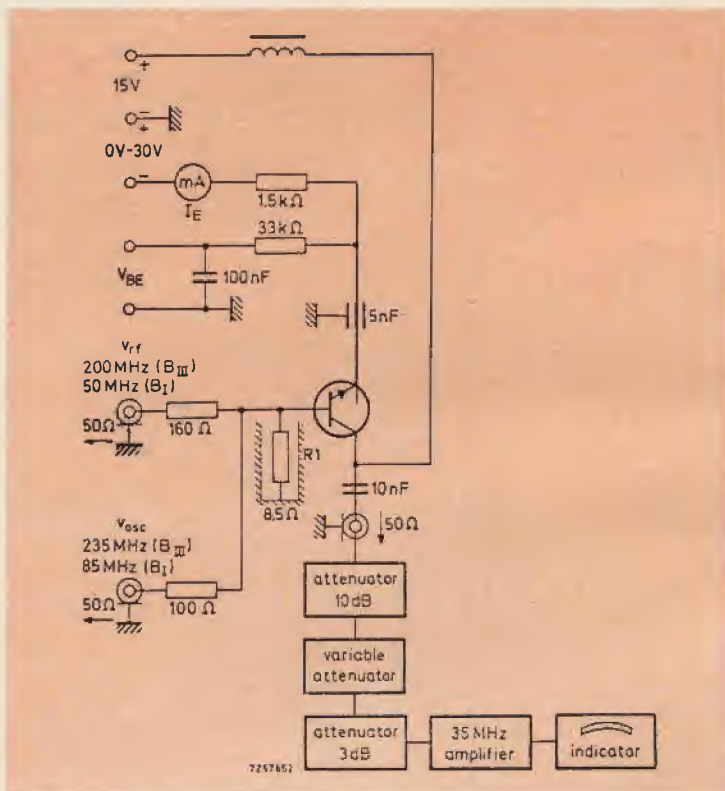 +
15V
-
+
0V-30V
-
mA
I_E
1.5kΩ
33kΩ
V_BE
100nF
5nF
v_rf
200MHz (B_III)
50MHz (B_I)
50Ω
160Ω
R1
8,5Ω
10nF
50Ω
v_osc
235MHz (B_III)
85MHz (B_I)
50Ω
100Ω
attenuator
10dB
variable
attenuator
attenuator
3dB
35MHz
amplifier
indicator
7257652